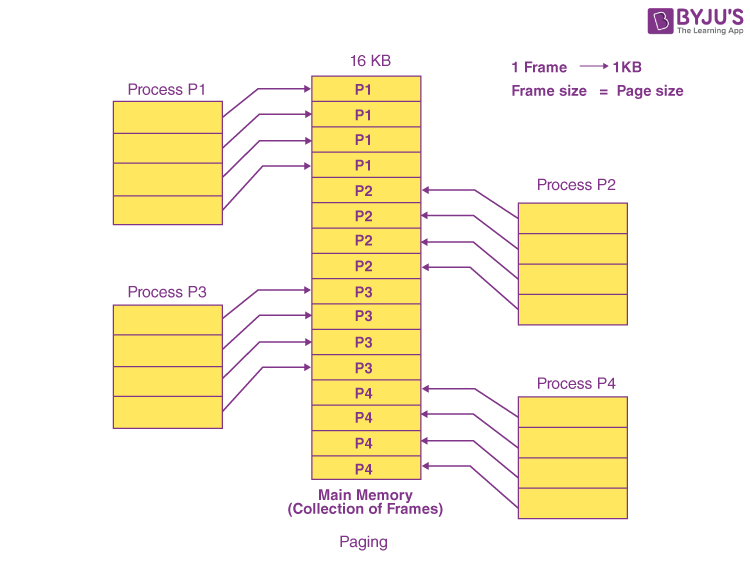 BYJU'S
The Learning App
16 KB
1 Frame → 1KB
Frame size = Page size
Process P1
P1
P1
P1
P1
P2
P2
P2
P2
P3
P3
P3
P3
P4
P4
P4
P4
Process P2
Process P3
Process P4
Main Memory
(Collection of Frames)
Paging